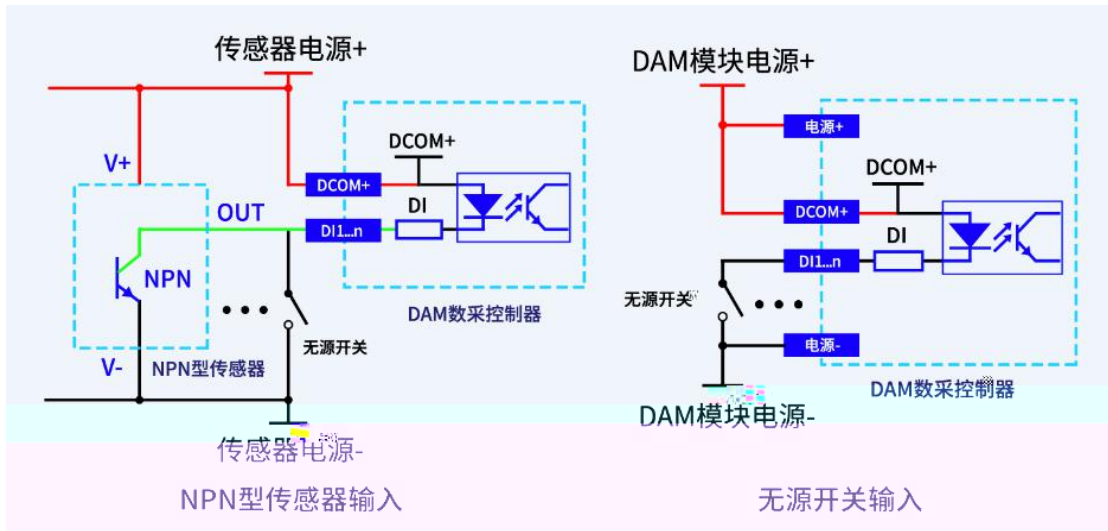 传感器电源+
V+
OUT
NPN
V-
NPN型传感器
DCOM+
DCOM+
DI
DI1...n
无源开关
DAM数采控制器
传感器电源-
NPN型传感器输入
DAM模块电源+
电源+
DCOM+
DCOM+
DI
DI1...n
无源开关
电源-
DAM数采控制器
DAM模块电源-
无源开关输入